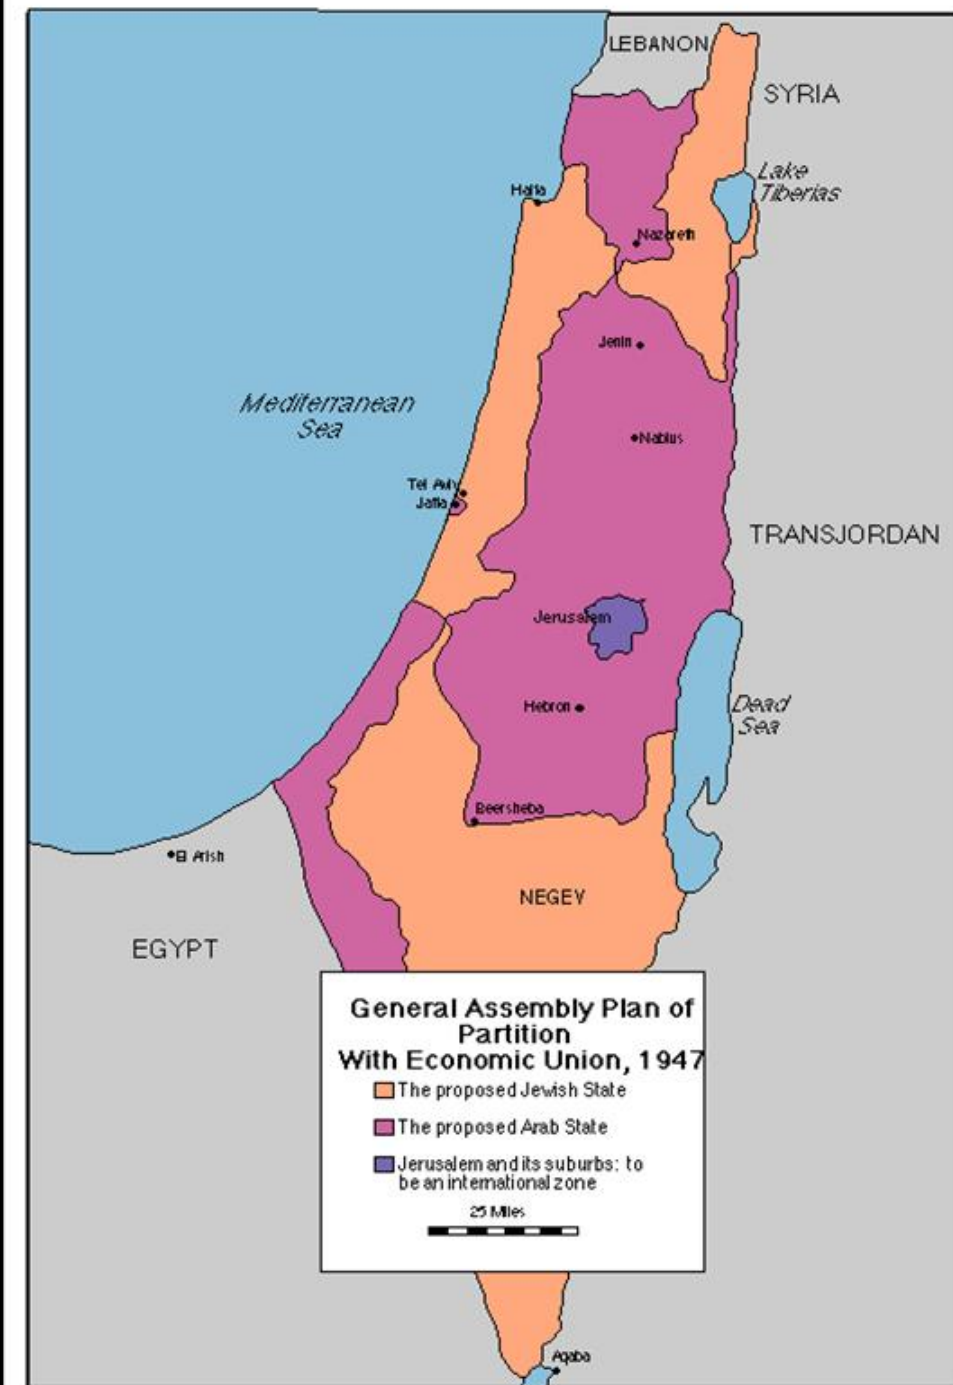 LEBANON
SYRIA
Lake
Tiberias
Haifa
Nazareth
Jenin
Mediterranean
Sea
Nablus
Tel Aviv
Jaffa
TRANSJORDAN
Jerusalem
Hebron
Dead
Sea
Beersheba
El Arish
NEGEV
EGYPT
General Assembly Plan of
Partition
With Economic Union, 1947
The proposed Jewish State
The proposed Arab State
Jerusalem and its suburbs: to
be an international zone
25 Miles
Aqaba